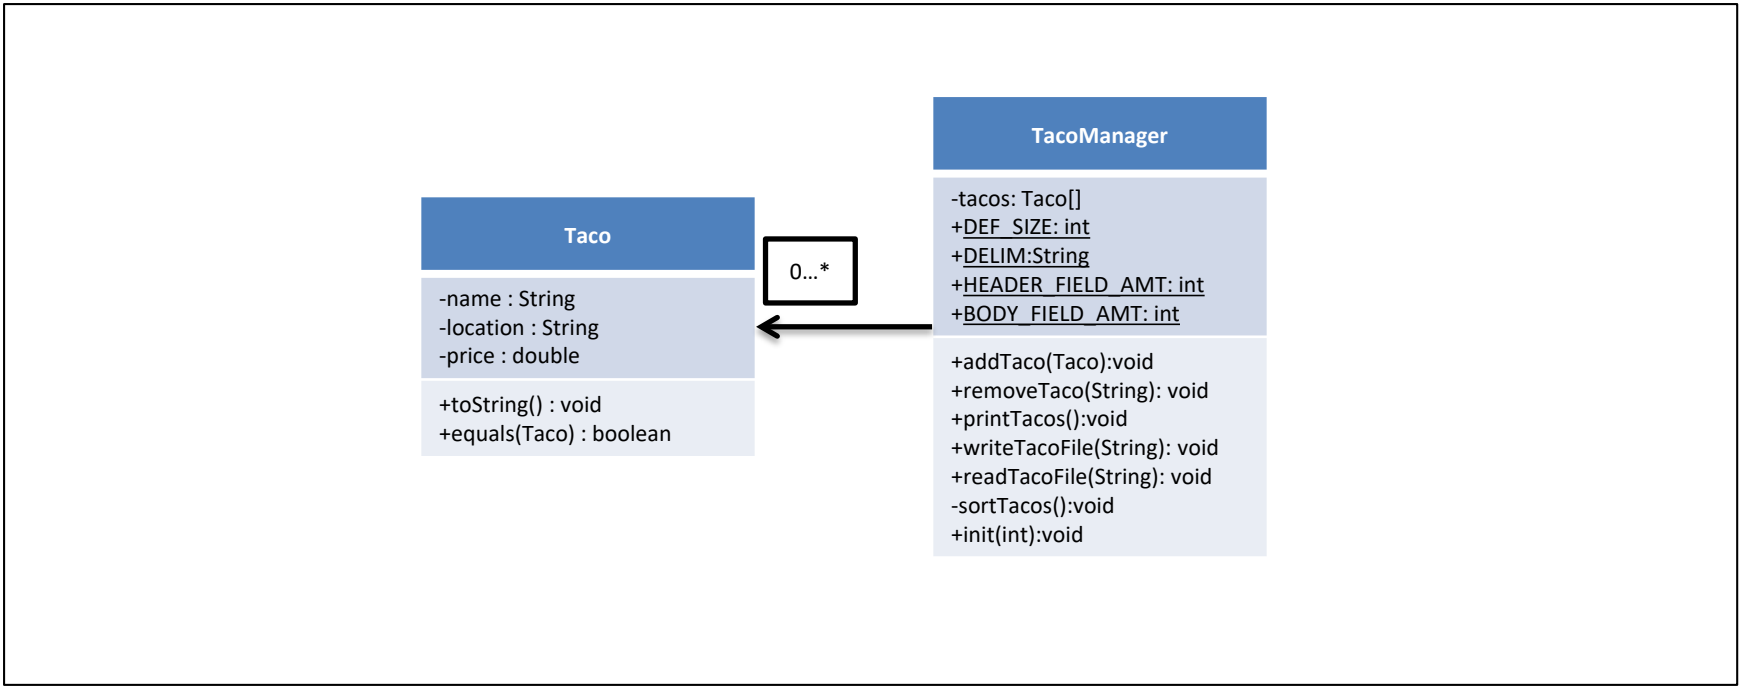 Taco
-name : String
-location : String
-price : double
+toString() : void
+equals(Taco) : boolean
0...*
TacoManager
-tacos: Taco[]
+DEF_SIZE: int
+DELIM:String
+HEADER_FIELD_AMT: int
+BODY_FIELD_AMT: int
+addTaco(Taco):void
+removeTaco(String): void
+printTacos():void
+writeTacoFile(String): void
+readTacoFile(String): void
-sortTacos():void
+init(int):void